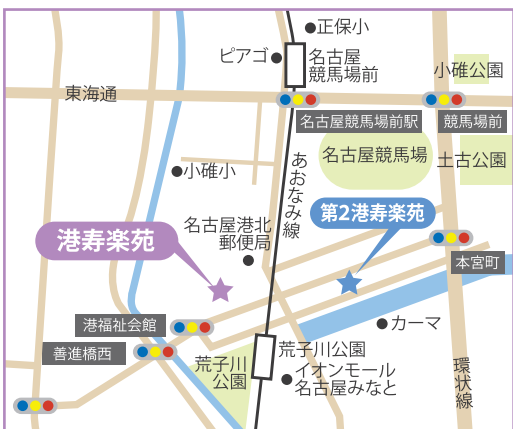 正保小
ピアゴ
名古屋
競馬場前
小碓公園
東海通
名古屋競馬場前駅
競馬場前
名古屋競馬場
土古公園
あおなみ線
小碓小
第2港寿楽苑
名古屋港北
郵便局
港寿楽苑
本宮町
港福祉会館
カーマ
善進橋西
荒子川公園
荒子川
公園
イオンモール
名古屋みなと
環状線